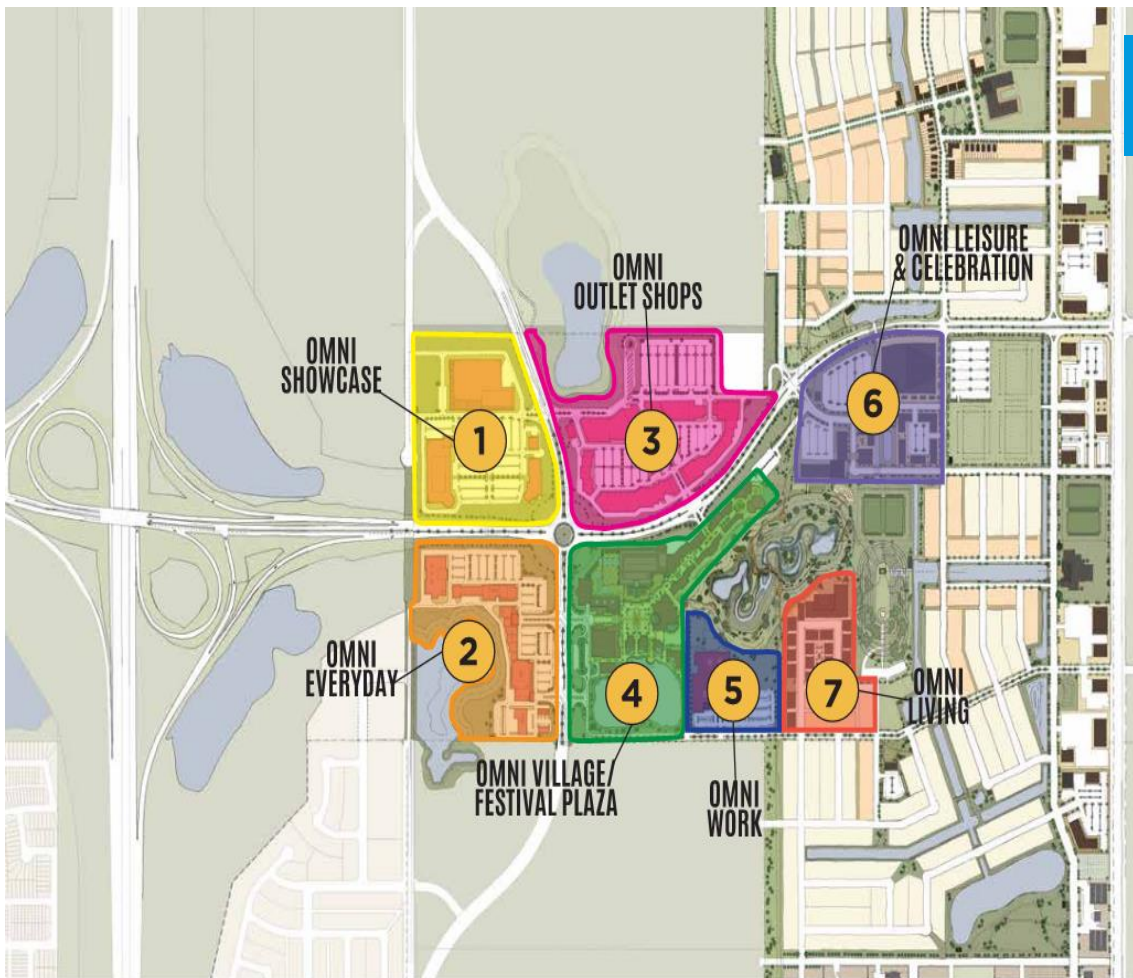 OMNI LEISURE
& CELEBRATION
OMNI
OUTLET SHOPS
OMNI
SHOWCASE
1
3
6
OMNI
EVERYDAY
2
4
5
7
OMNI
LIVING
OMNI VILLAGE/
FESTIVAL PLAZA
OMNI
WORK